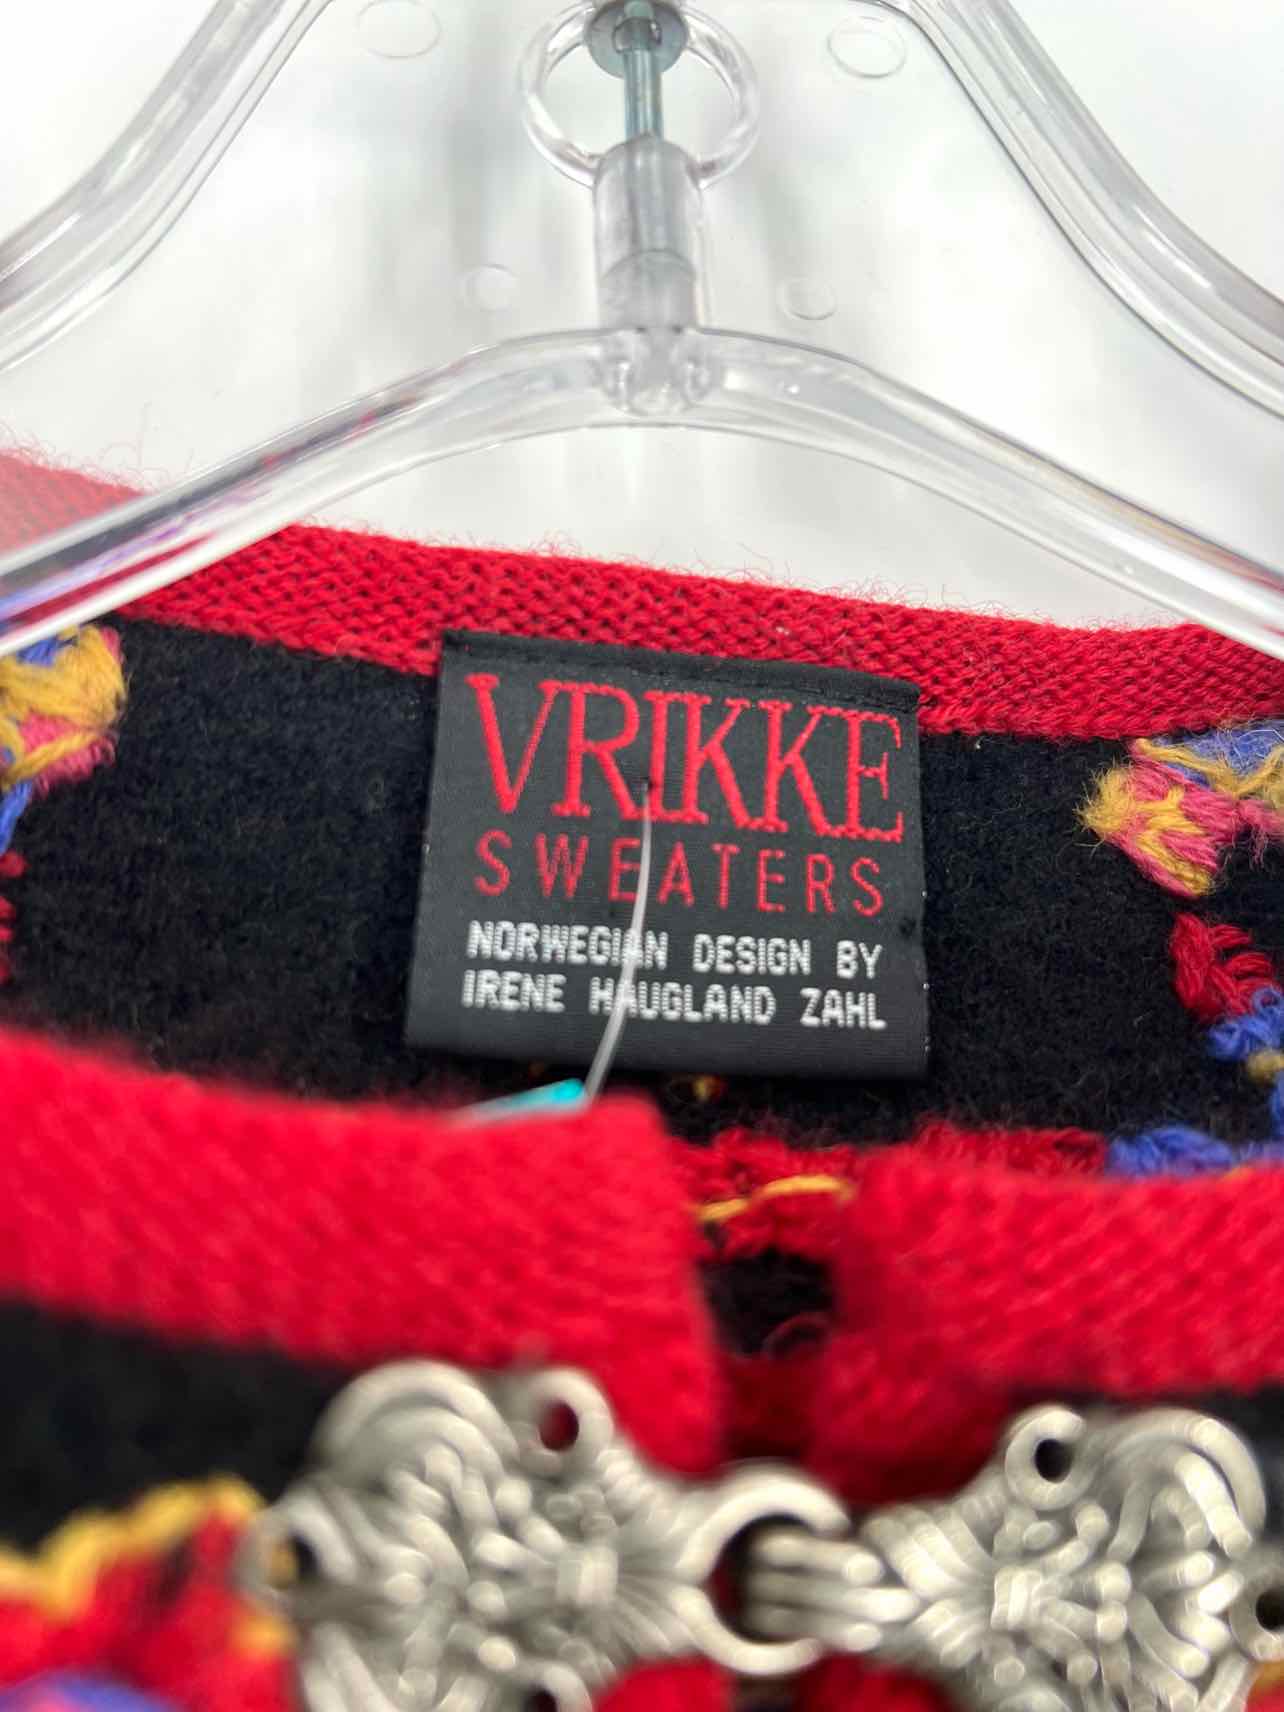 VRIKKE
SWEATERS
NORWEGIAN DESIGN BY
IRENE HAUGLAND ZAHL